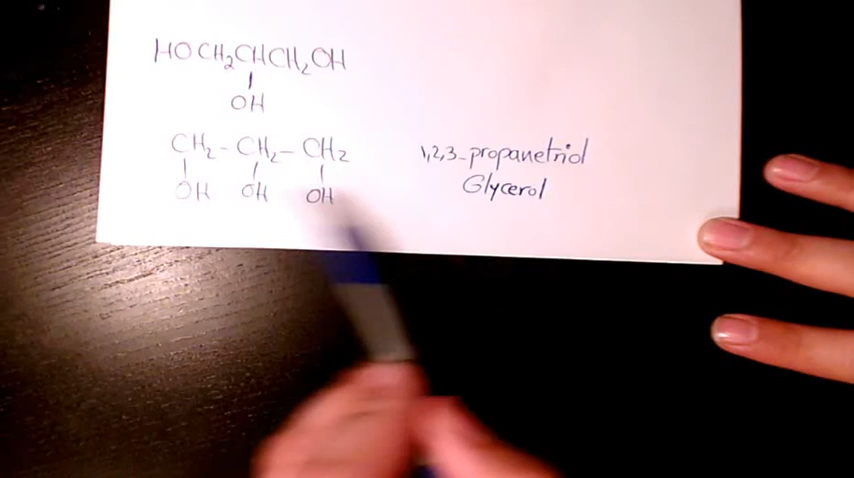 HOCH₂CHCH₂OH
OH
CH₂-CH₂-CH₂
OH OH OH
1,2,3-propanetriol
Glycerol